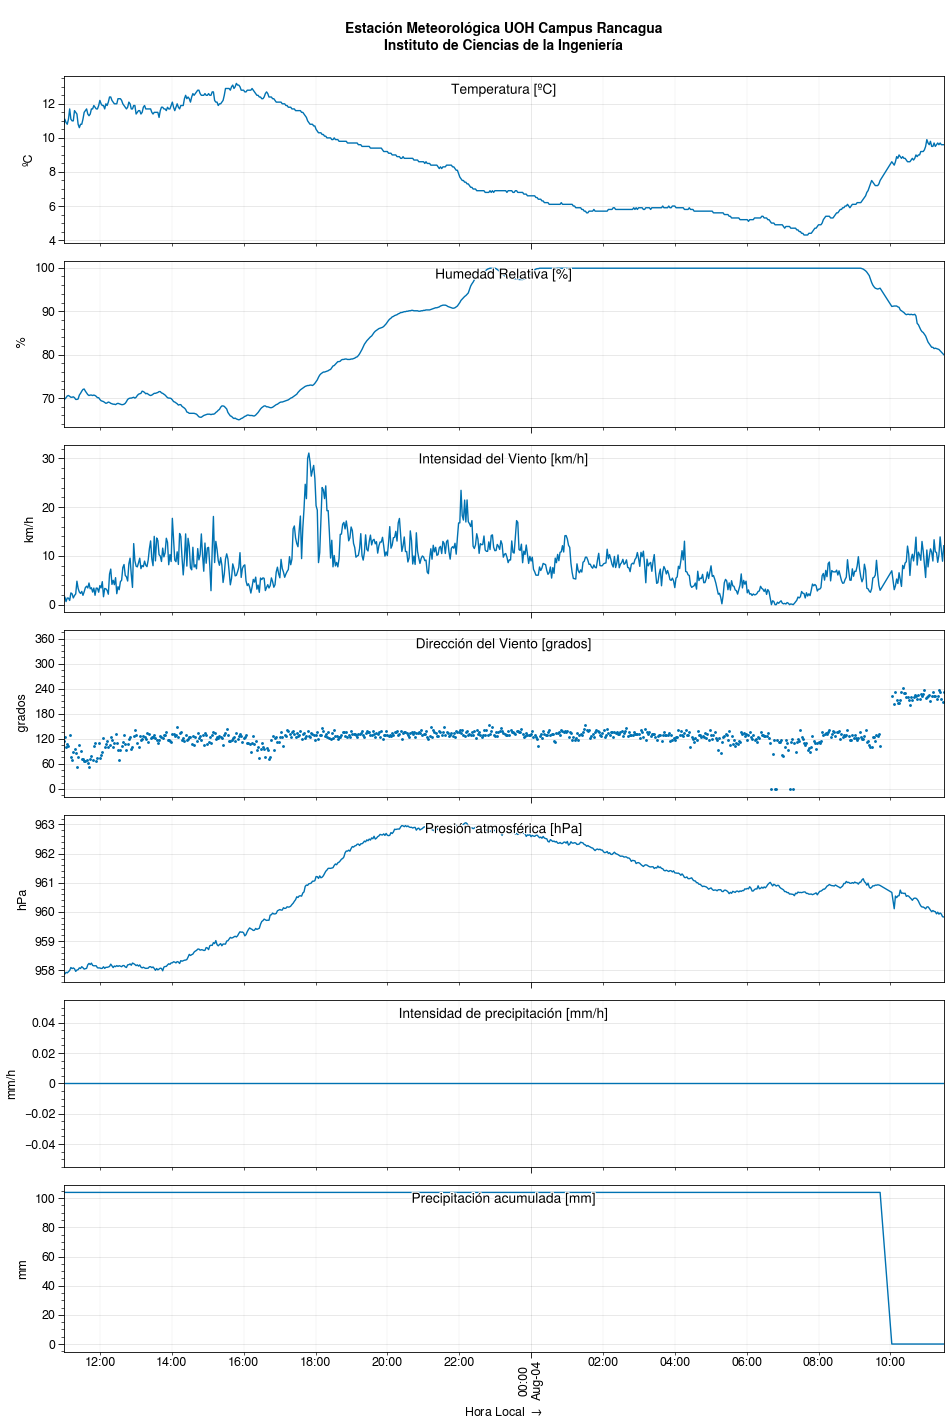 Estación Meteorológica UOH Campus Rancagua
Instituto de Ciencias de la Ingeniería
Temperatura [ºC]
ºC
12
10
8
6
4
Humedad Relativa [%]
%
100
90
80
70
Intensidad del Viento [km/h]
km/h
30
20
10
0
Dirección del Viento [grados]
grados
360
300
240
180
120
60
0
Presión atmosférica [hPa]
hPa
963
962
961
960
959
958
Intensidad de precipitación [mm/h]
mm/h
0.04
0.02
0
−0.02
−0.04
Precipitación acumulada [mm]
mm
100
80
60
40
20
0
12:00 14:00 16:00 18:00 20:00 22:00 00:00 02:00 04:00 06:00 08:00 10:00
Aug-04
Hora Local →